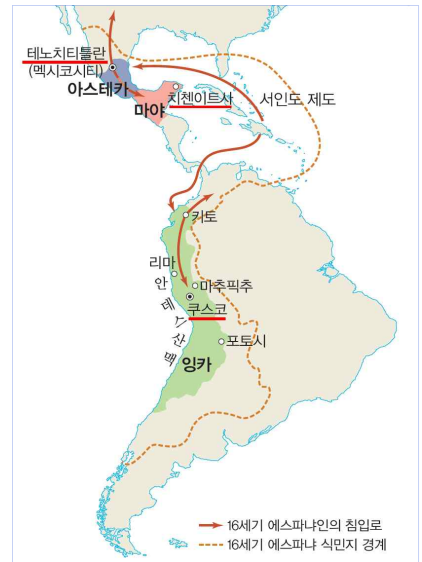 테노치티틀란
(멕시코시티)
아스테카
마야
치첸이트사
서인도 제도
키토
리마
마추픽추
쿠스코
안데스산맥
포토시
잉카
16세기 에스파냐인의 침입로
16세기 에스파냐 식민지 경계